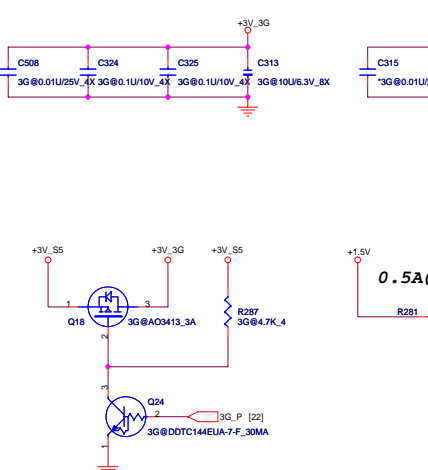 +3V_3G
C508
C324
C325
C313
C315
3G@0.01U/25V_4X
3G@0.1U/10V_4X
3G@0.1U/10V_4X
3G@10U/6.3V_8X
*3G@0.01U/
+3V_S5
+3V_3G
+3V_S5
+1.5V
0.5A(
1
3
R287
R281
Q18
3G@AO3413_3A
3G@4.7K_4
2
3
Q24
2
3G_P [22]
3G@DDTC144EUA-7-F_30MA
1